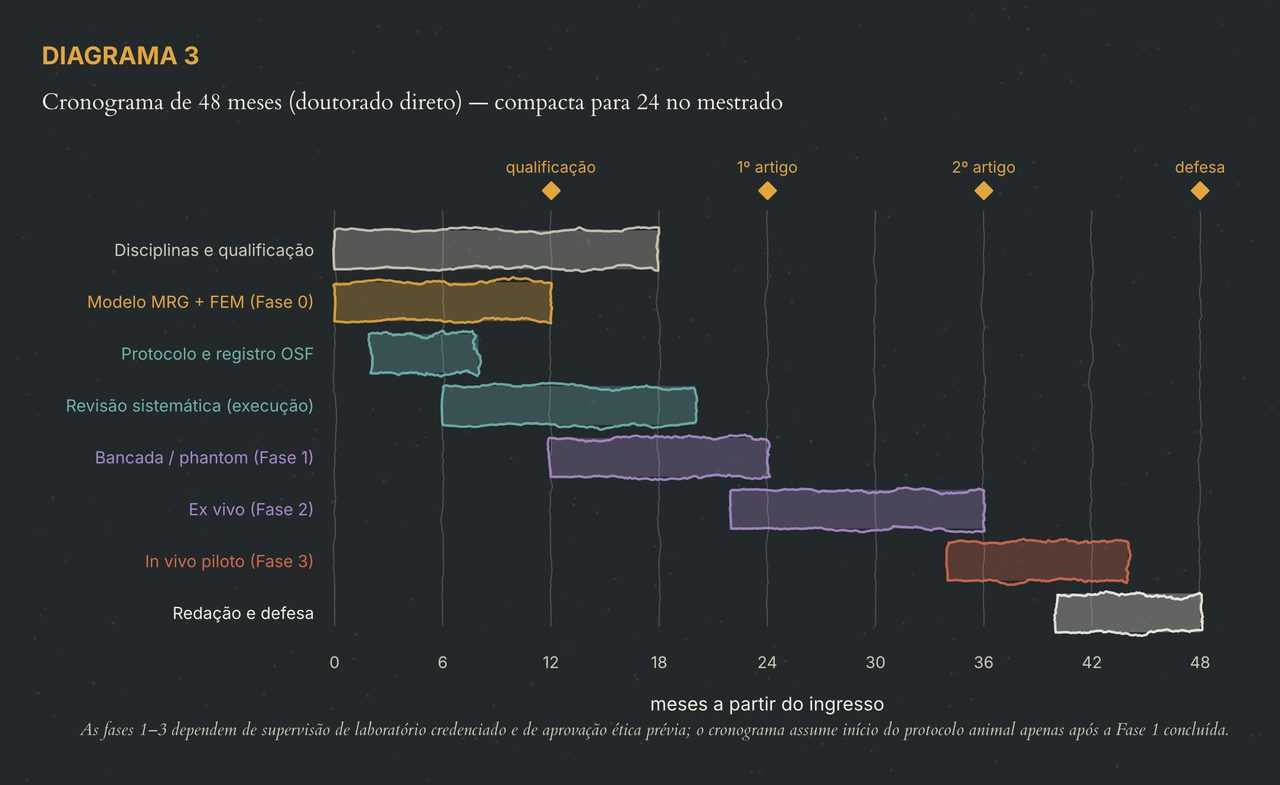 DIAGRAMA 3
Cronograma de 48 meses (doutorado direto) — compacta para 24 no mestrado
qualificação
1º artigo
2º artigo
defesa
Disciplinas e qualificação
Modelo MRG + FEM (Fase 0)
Protocolo e registro OSF
Revisão sistemática (execução)
Bancada / phantom (Fase 1)
Ex vivo (Fase 2)
In vivo piloto (Fase 3)
Redação e defesa
0 6 12 18 24 30 36 42 48
meses a partir do ingresso
As fases 1–3 dependem de supervisão de laboratório credenciado e de aprovação ética prévia; o cronograma assume início do protocolo animal apenas após a Fase 1 concluída.